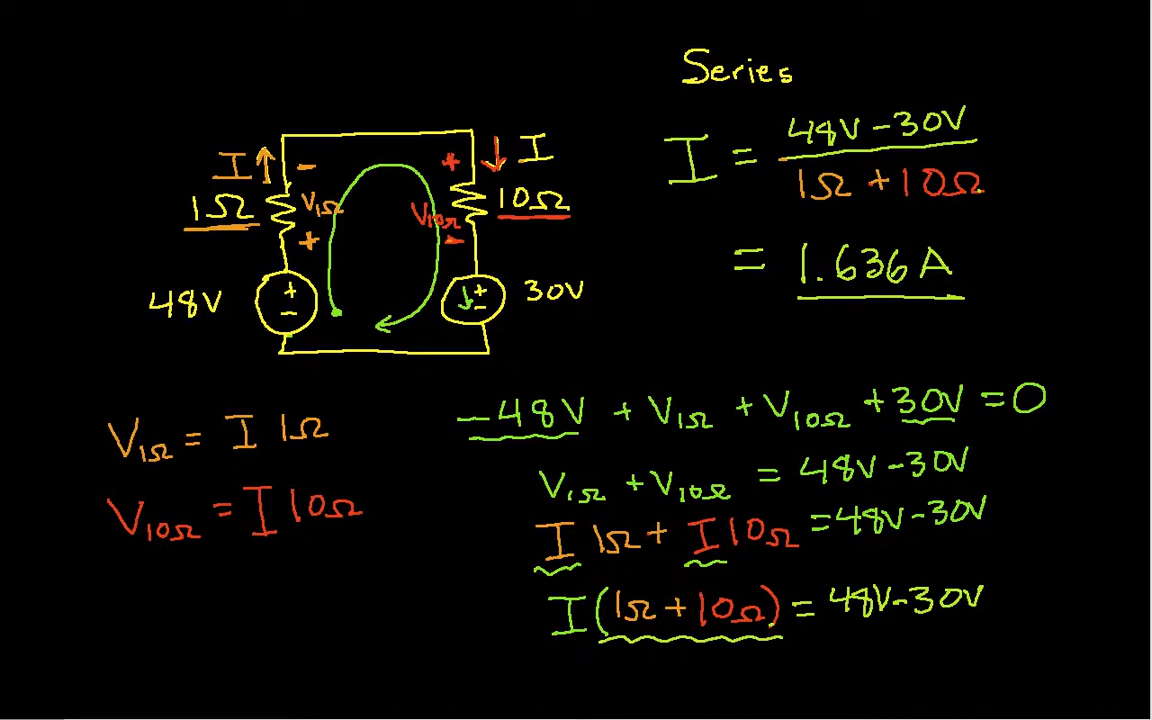 Series
I = 48V - 30V
1Ω + 10Ω
= 1.636 A
I - + I
1Ω V1Ω V10Ω 10Ω
+ -
48V + - + - 30V
-48V + V1Ω + V10Ω + 30V = 0
V1Ω = I 1Ω
V1Ω + V10Ω = 48V - 30V
V10Ω = I 10Ω
I 1Ω + I 10Ω = 48V - 30V
I (1Ω + 10Ω) = 48V - 30V